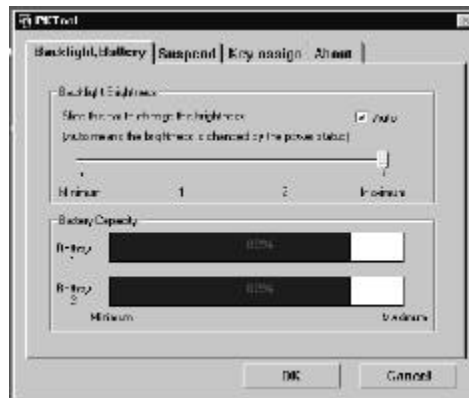 PKTool
Backlight, Battery Suspend Key assign About
Backlight Brightness
Slide the to change the brightness Auto
(Auto means the brightness is changed by the power status)
Minimum 1 2 Maximum
Battery Capacity
Battery
1
Battery
2
Minimum Maximum
OK Cancel